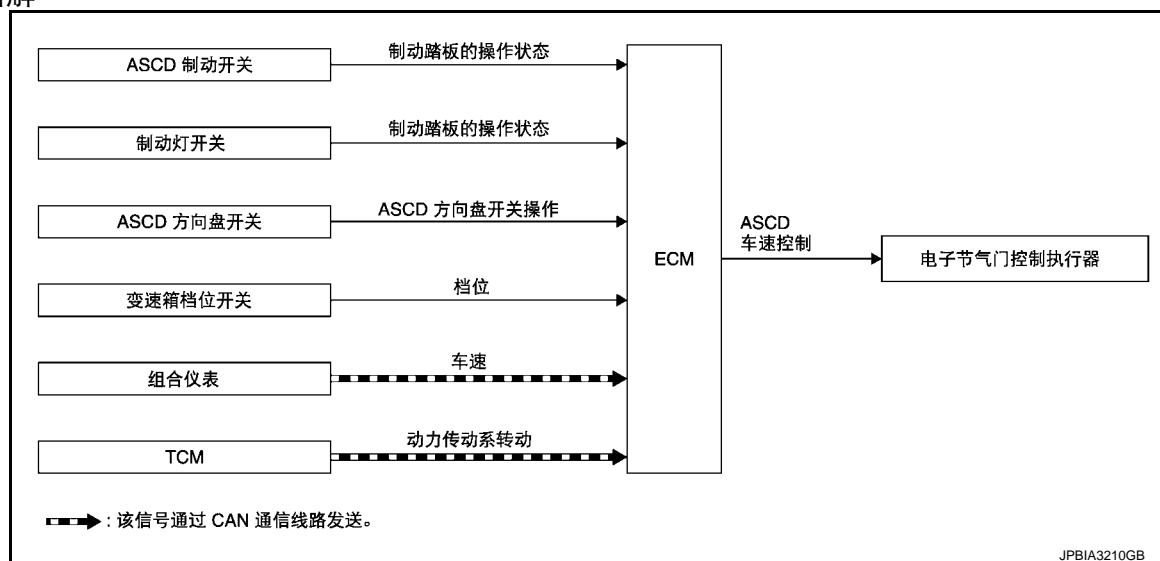 制动踏板的操作状态
ASCD 制动开关
制动踏板的操作状态
制动灯开关
ASCD 方向盘开关操作
ASCD 方向盘开关
ASCD
车速控制
ECM
电子节气门控制执行器
档位
变速箱档位开关
车速
组合仪表
动力传动系转动
TCM
: 该信号通过 CAN 通信线路发送。
JPBIA3210GB